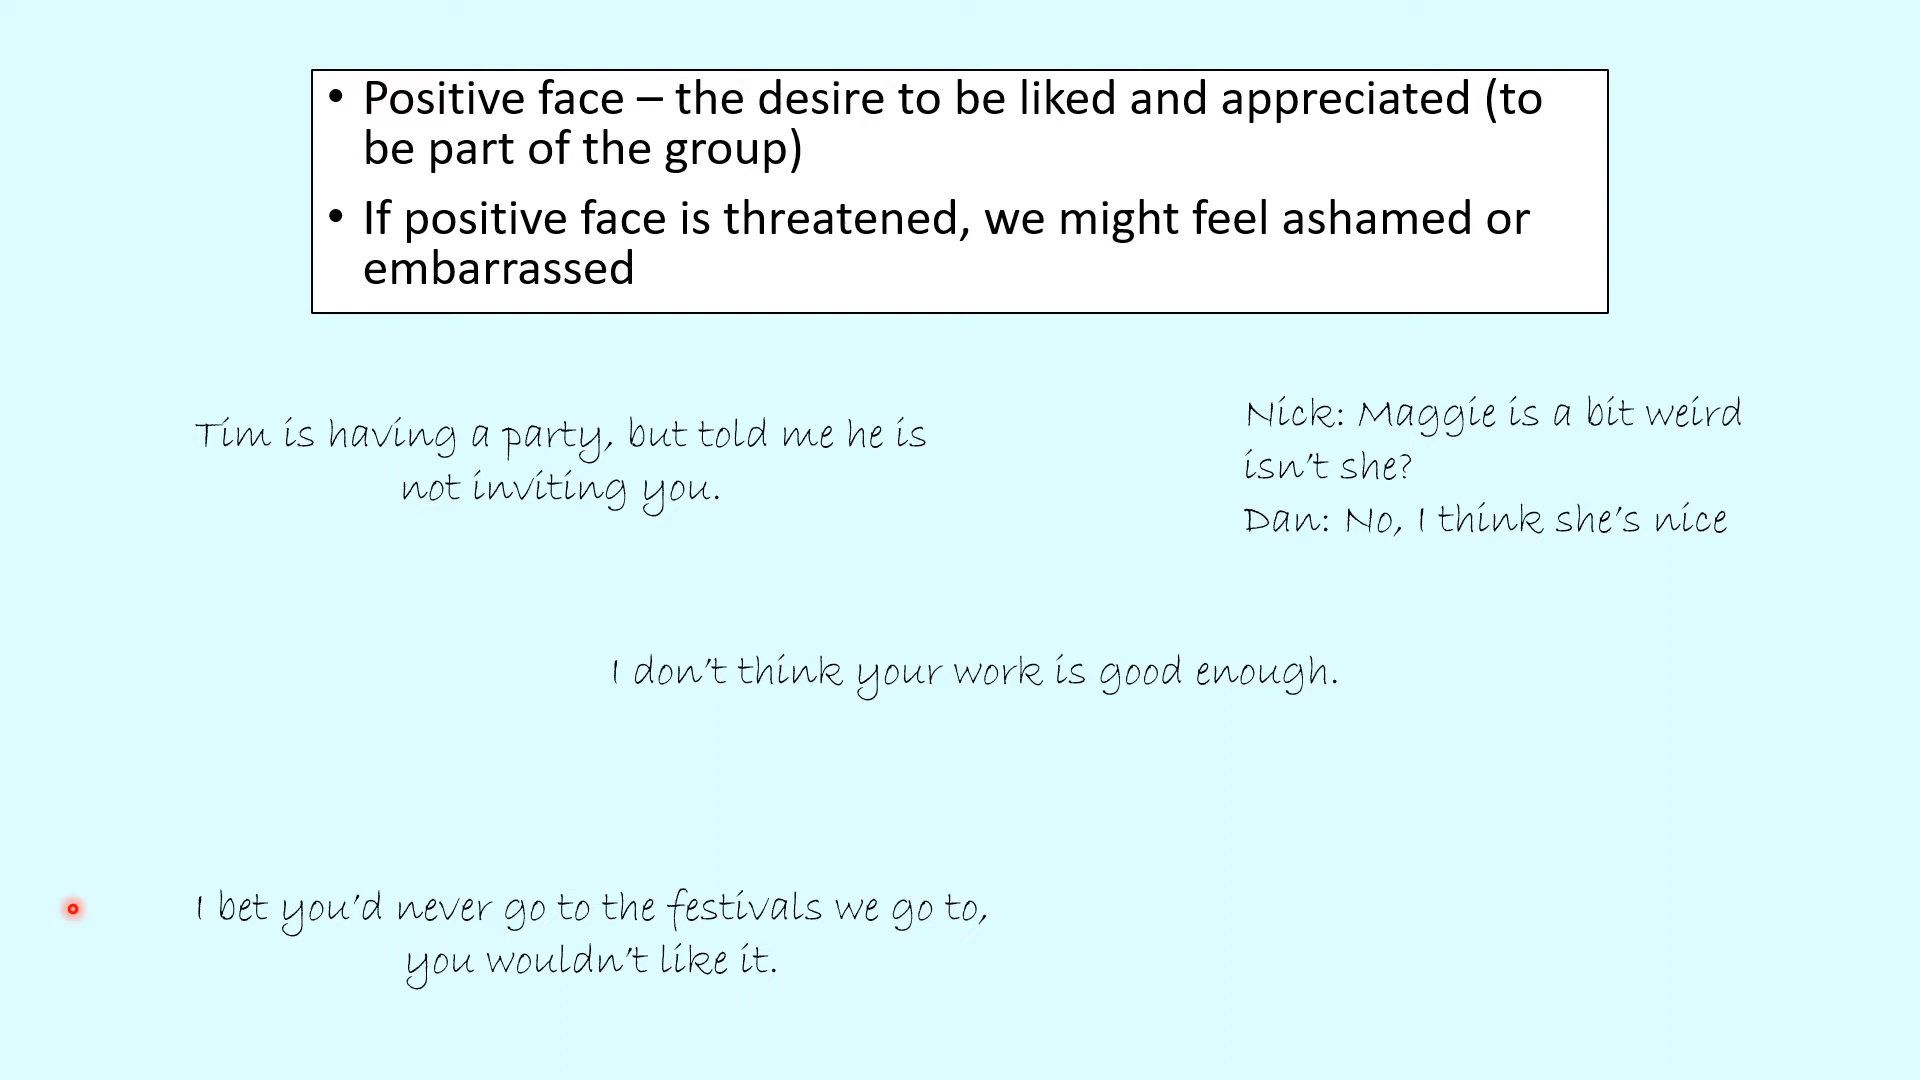 • Positive face – the desire to be liked and appreciated (to
be part of the group)
• If positive face is threatened, we might feel ashamed or
embarrassed
Tim is having a party, but told me he is
not inviting you.
Nick: Maggie is a bit weird
isn't she?
Dan: No, I think she's nice
I don't think your work is good enough.
I bet you'd never go to the festivals we go to,
you wouldn't like it.